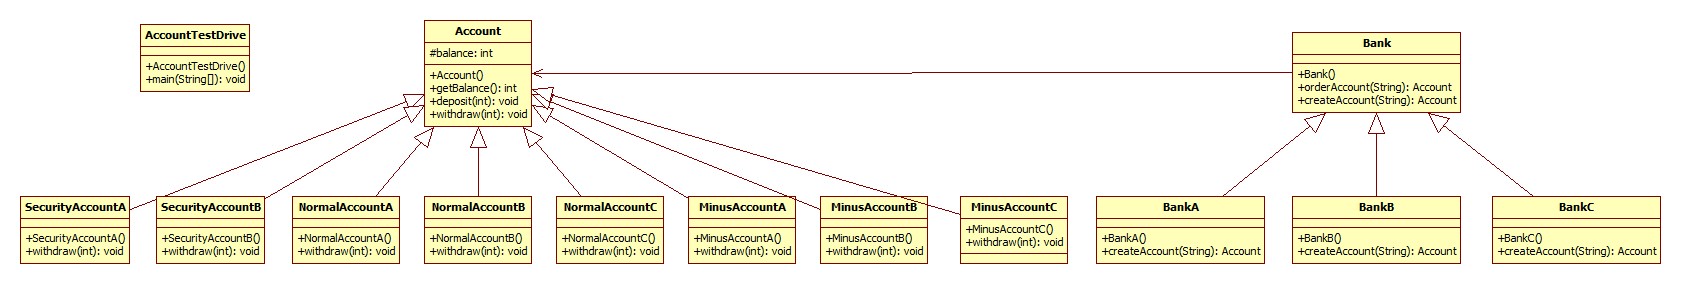 AccountTestDrive
+AccountTestDrive()
+main(String[]): void
Account
#balance: int
+Account()
+getBalance(): int
+deposit(int): void
+withdraw(int): void
Bank
+Bank()
+orderAccount(String): Account
+createAccount(String): Account
SecurityAccountA
+SecurityAccountA()
+withdraw(int): void
SecurityAccountB
+SecurityAccountB()
+withdraw(int): void
NormalAccountA
+NormalAccountA()
+withdraw(int): void
NormalAccountB
+NormalAccountB()
+withdraw(int): void
NormalAccountC
+NormalAccountC()
+withdraw(int): void
MinusAccountA
+MinusAccountA()
+withdraw(int): void
MinusAccountB
+MinusAccountB()
+withdraw(int): void
MinusAccountC
+MinusAccountC()
+withdraw(int): void
BankA
+BankA()
+createAccount(String): Account
BankB
+BankB()
+createAccount(String): Account
BankC
+BankC()
+createAccount(String): Account